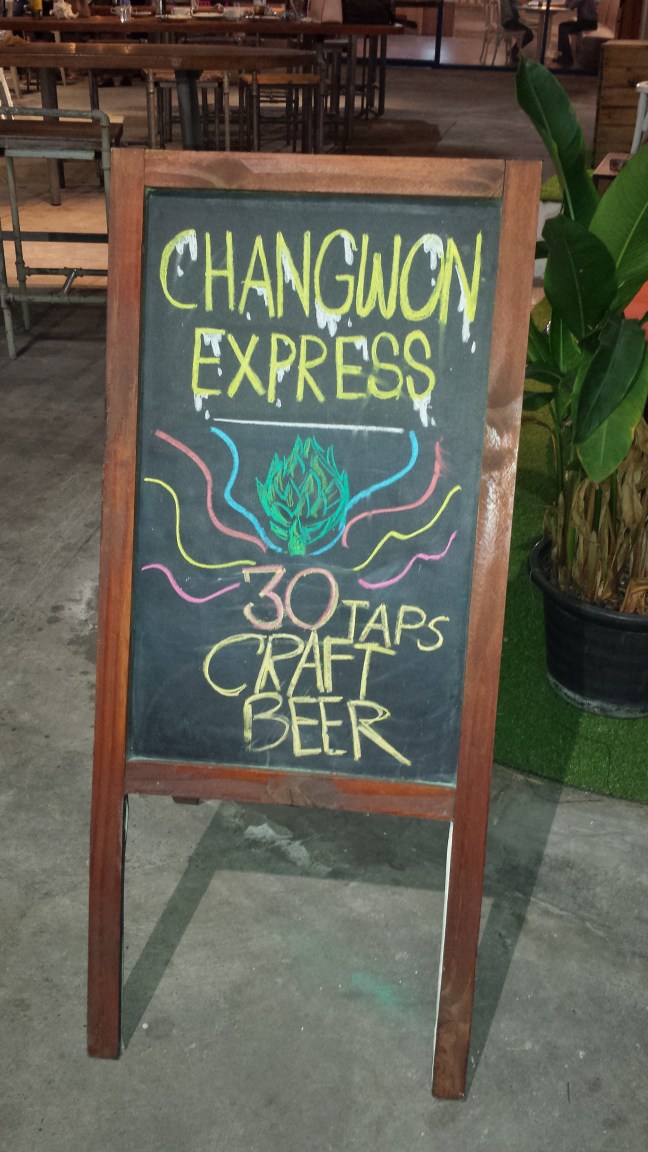 CHANGWON
EXPRESS
30 TAPS
CRAFT
BEER